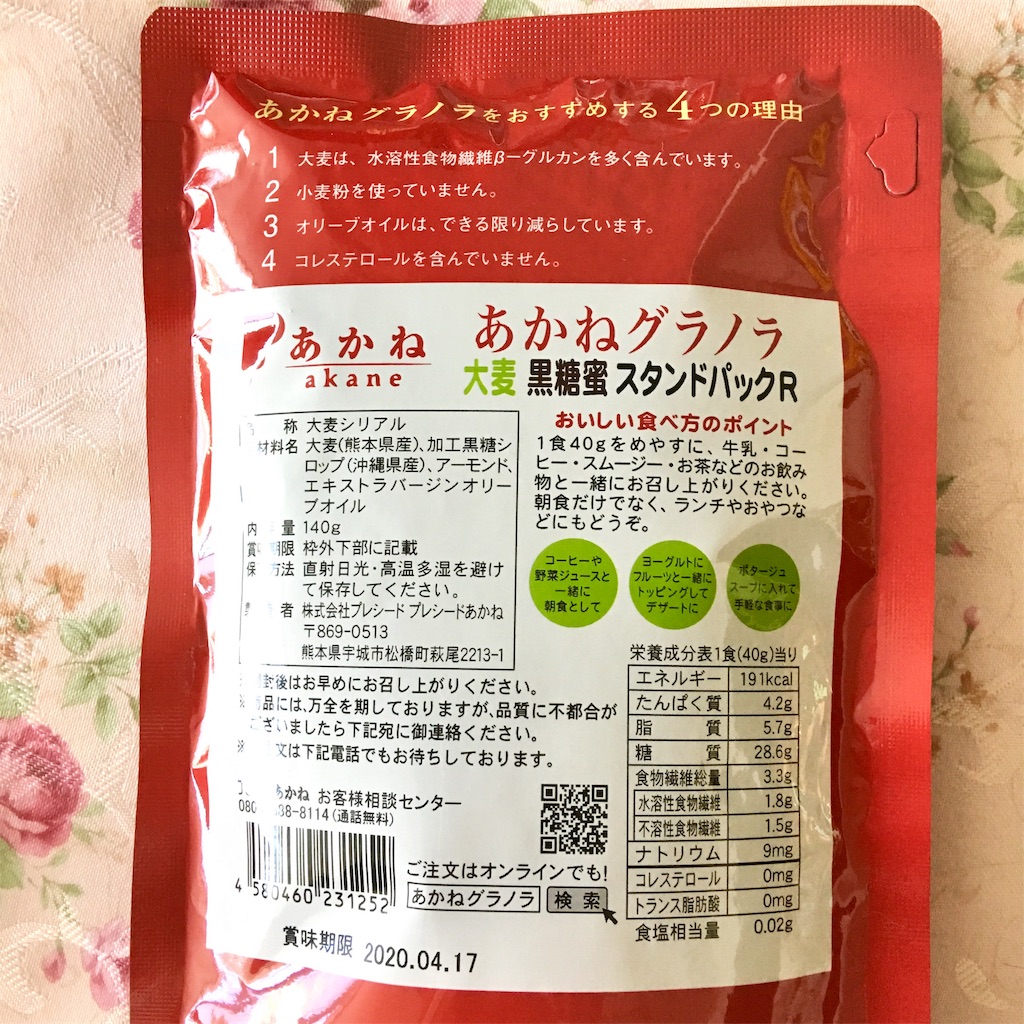 あかねグラノラをおすすめする4つの理由
1 大麦は、水溶性食物繊維β-グルカンを多く含んでいます。
2 小麦粉を使っていません。
3 オリーブオイルは、できる限り減らしています。
4 コレステロールを含んでいません。
あかね
akane
あかねグラノラ
大麦 黒糖蜜 スタンドパックR
称 大麦シリアル
材料名 大麦(熊本県産)、加工黒糖シ
ロップ(沖縄県産)、アーモンド、
エキストラバージンオリー
ブオイル
内 量 140g
賞味期限 枠外下部に記載
保 方法 直射日光・高温多湿を避け
て保存してください。
者 株式会社プレシード プレシードあかね
〒869-0513
熊本県宇城市松橋町萩尾2213-1
おいしい食べ方のポイント
1食40gをめやすに、牛乳・コー
ヒー・スムージー・お茶などのお飲み
物と一緒にお召し上がりください。
朝食だけでなく、ランチやおやつな
どにもどうぞ。
コーヒーや
野菜ジュースと
一緒に
朝食として
ヨーグルトに
フルーツと一緒に
トッピングして
デザートに
ポタージュ
スープに入れて
手軽な食事に
封後はお早めにお召し上がりください。
品には、万全を期しておりますが、品質に不都合が
ございましたら下記宛に御連絡ください。
文は下記電話でもお待ちしております。
あかね お客様相談センター
88-8114(通話無料)
4 580460 231252
ご注文はオンラインでも!
あかねグラノラ 検索
栄養成分表1食(40g)当り
エネルギー 191kcal
たんぱく質 4.2g
脂質 5.7g
糖質 28.6g
食物繊維総量 3.3g
水溶性食物繊維 1.8g
不溶性食物繊維 1.5g
ナトリウム 9mg
コレステロール 0mg
トランス脂肪酸 0mg
食塩相当量 0.02g
賞味期限 2020.04.17